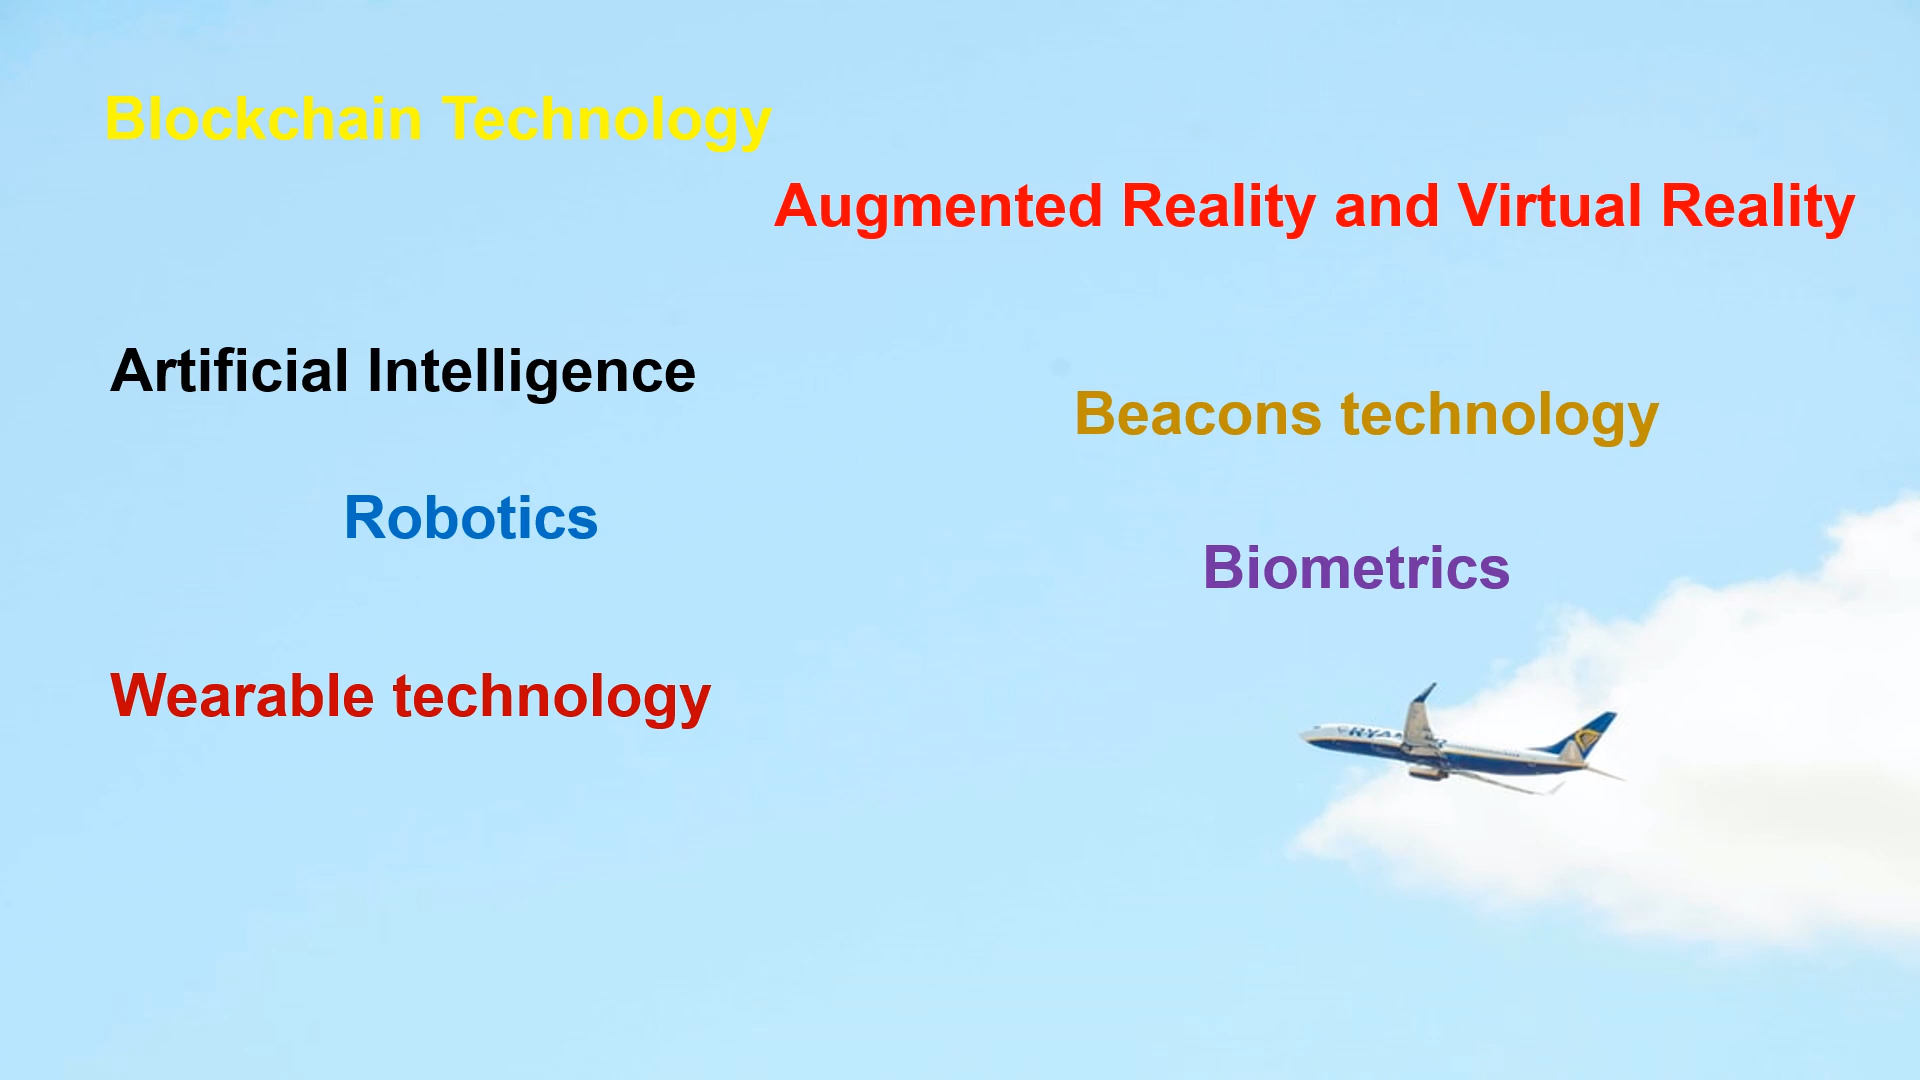 Blockchain Technology
Augmented Reality and Virtual Reality
Artificial Intelligence
Beacons technology
Robotics
Biometrics
Wearable technology